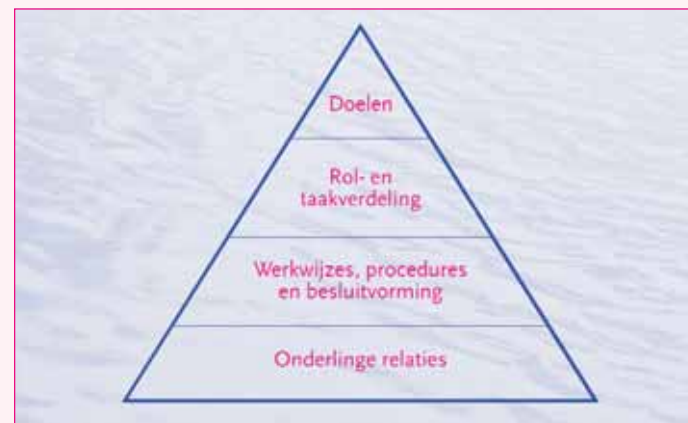 Doelen
Rol- en
taakverdeling
Werkwijzes, procedures
en besluitvorming
Onderlinge relaties